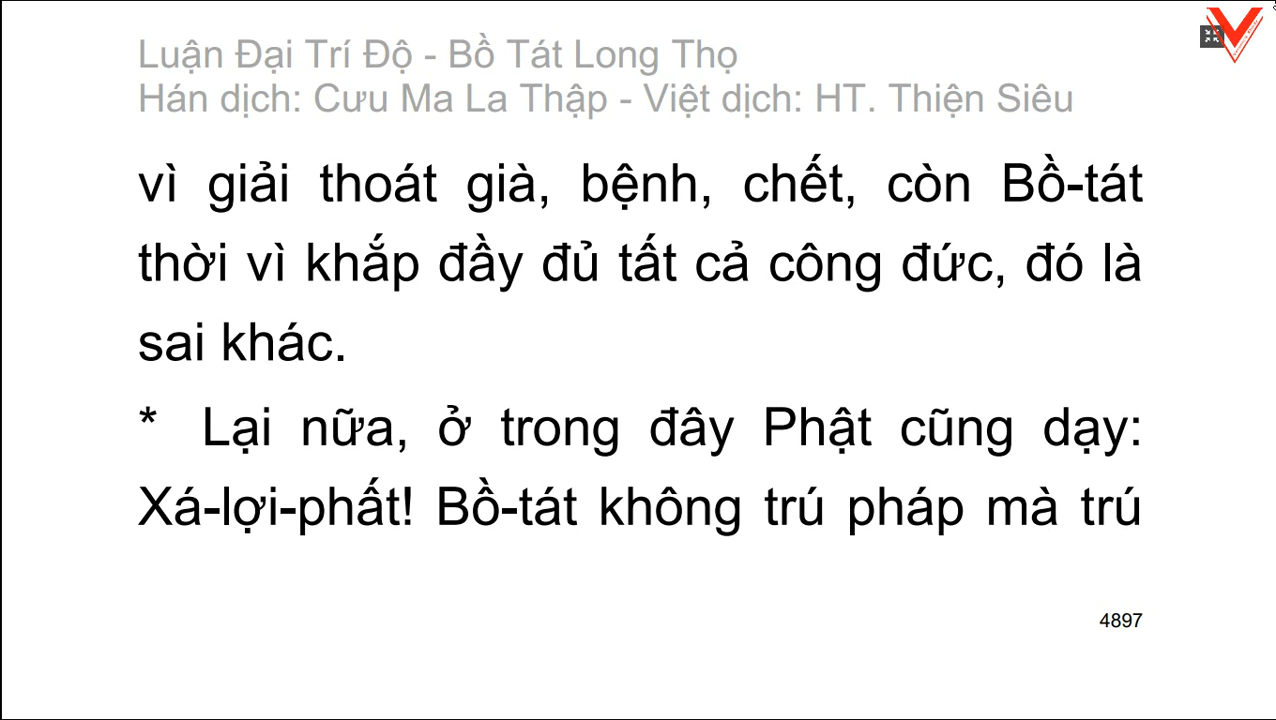 Luận Đại Trí Độ - Bồ Tát Long Thọ
Hán dịch: Cưu Ma La Thập - Việt dịch: HT. Thiện Siêu
vì giải thoát già, bệnh, chết, còn Bồ-tát
thời vì khắp đầy đủ tất cả công đức, đó là
sai khác.
* Lại nữa, ở trong đây Phật cũng dạy:
Xá-lợi-phất! Bồ-tát không trú pháp mà trú
4897